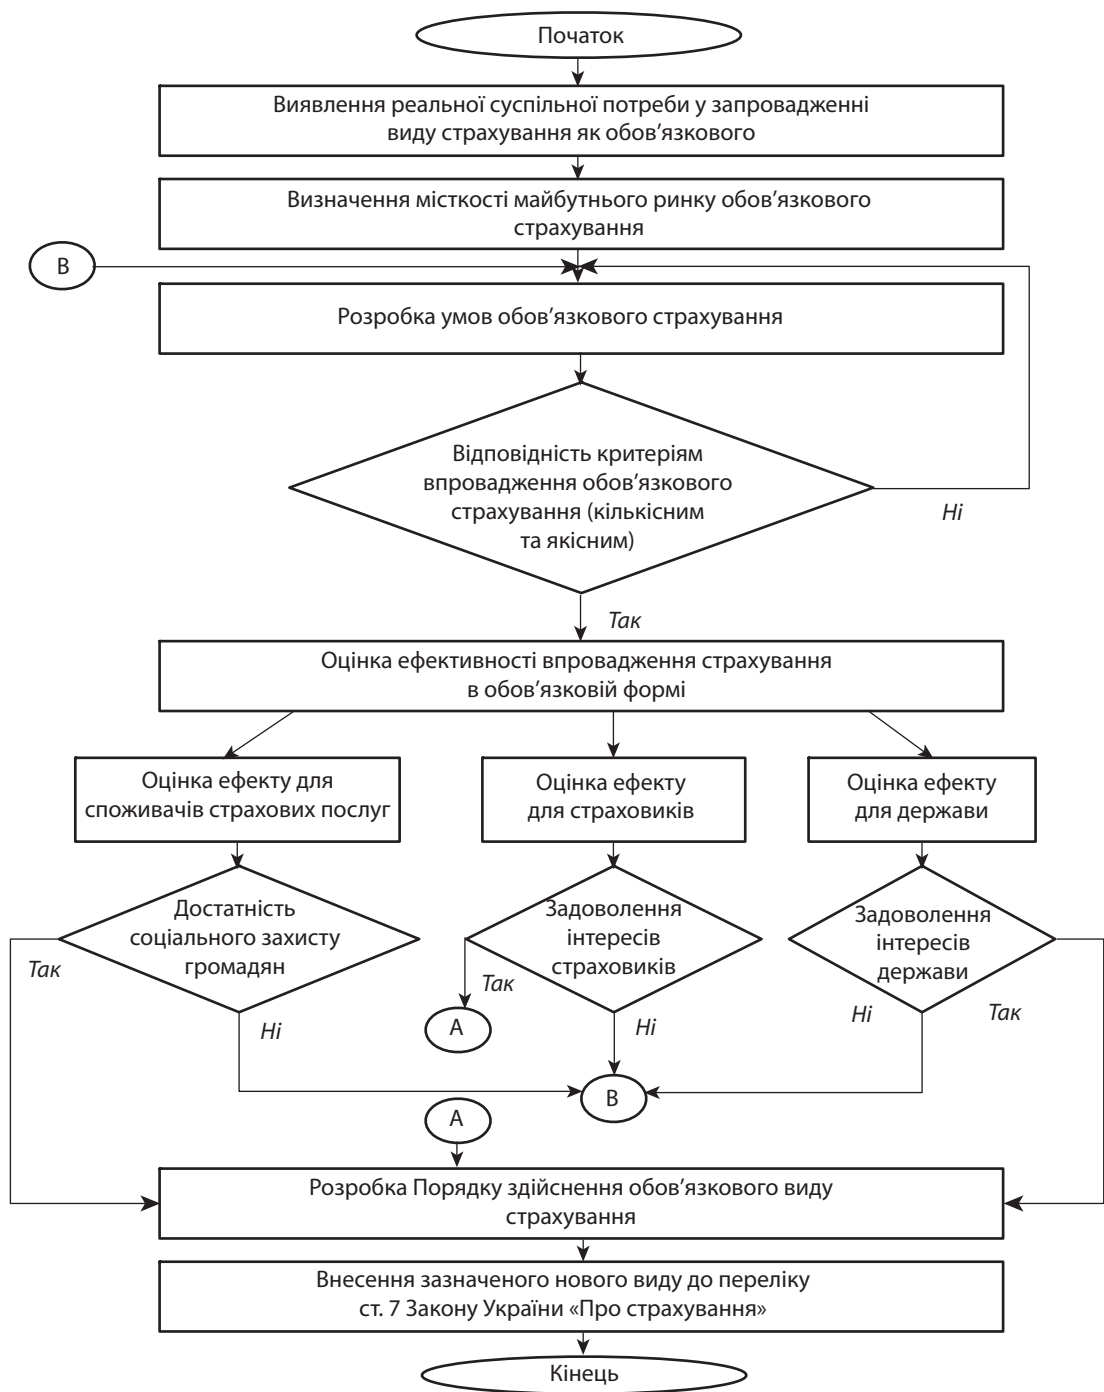 Початок
Виявлення реальної суспільної потреби у запровадженні
виду страхування як обов’язкового
Визначення місткості майбутнього ринку обов’язкового
страхування
В
Розробка умов обов’язкового страхування
Відповідність критеріям
впровадження обов’язкового
страхування (кількісним
та якісним)
Ні
Так
Оцінка ефективності впровадження страхування
в обов’язковій формі
Оцінка ефекту для
споживачів страхових послуг
Оцінка ефекту
для страховиків
Оцінка ефекту
для держави
Достатність
соціального захисту
громадян
Задоволення
інтересів
страховиків
Задоволення
інтересів
держави
Так
Ні
Так
Ні
Ні
Так
А
В
А
Розробка Порядку здійснення обов’язкового виду
страхування
Внесення зазначеного нового виду до переліку
ст. 7 Закону України «Про страхування»
Кінець